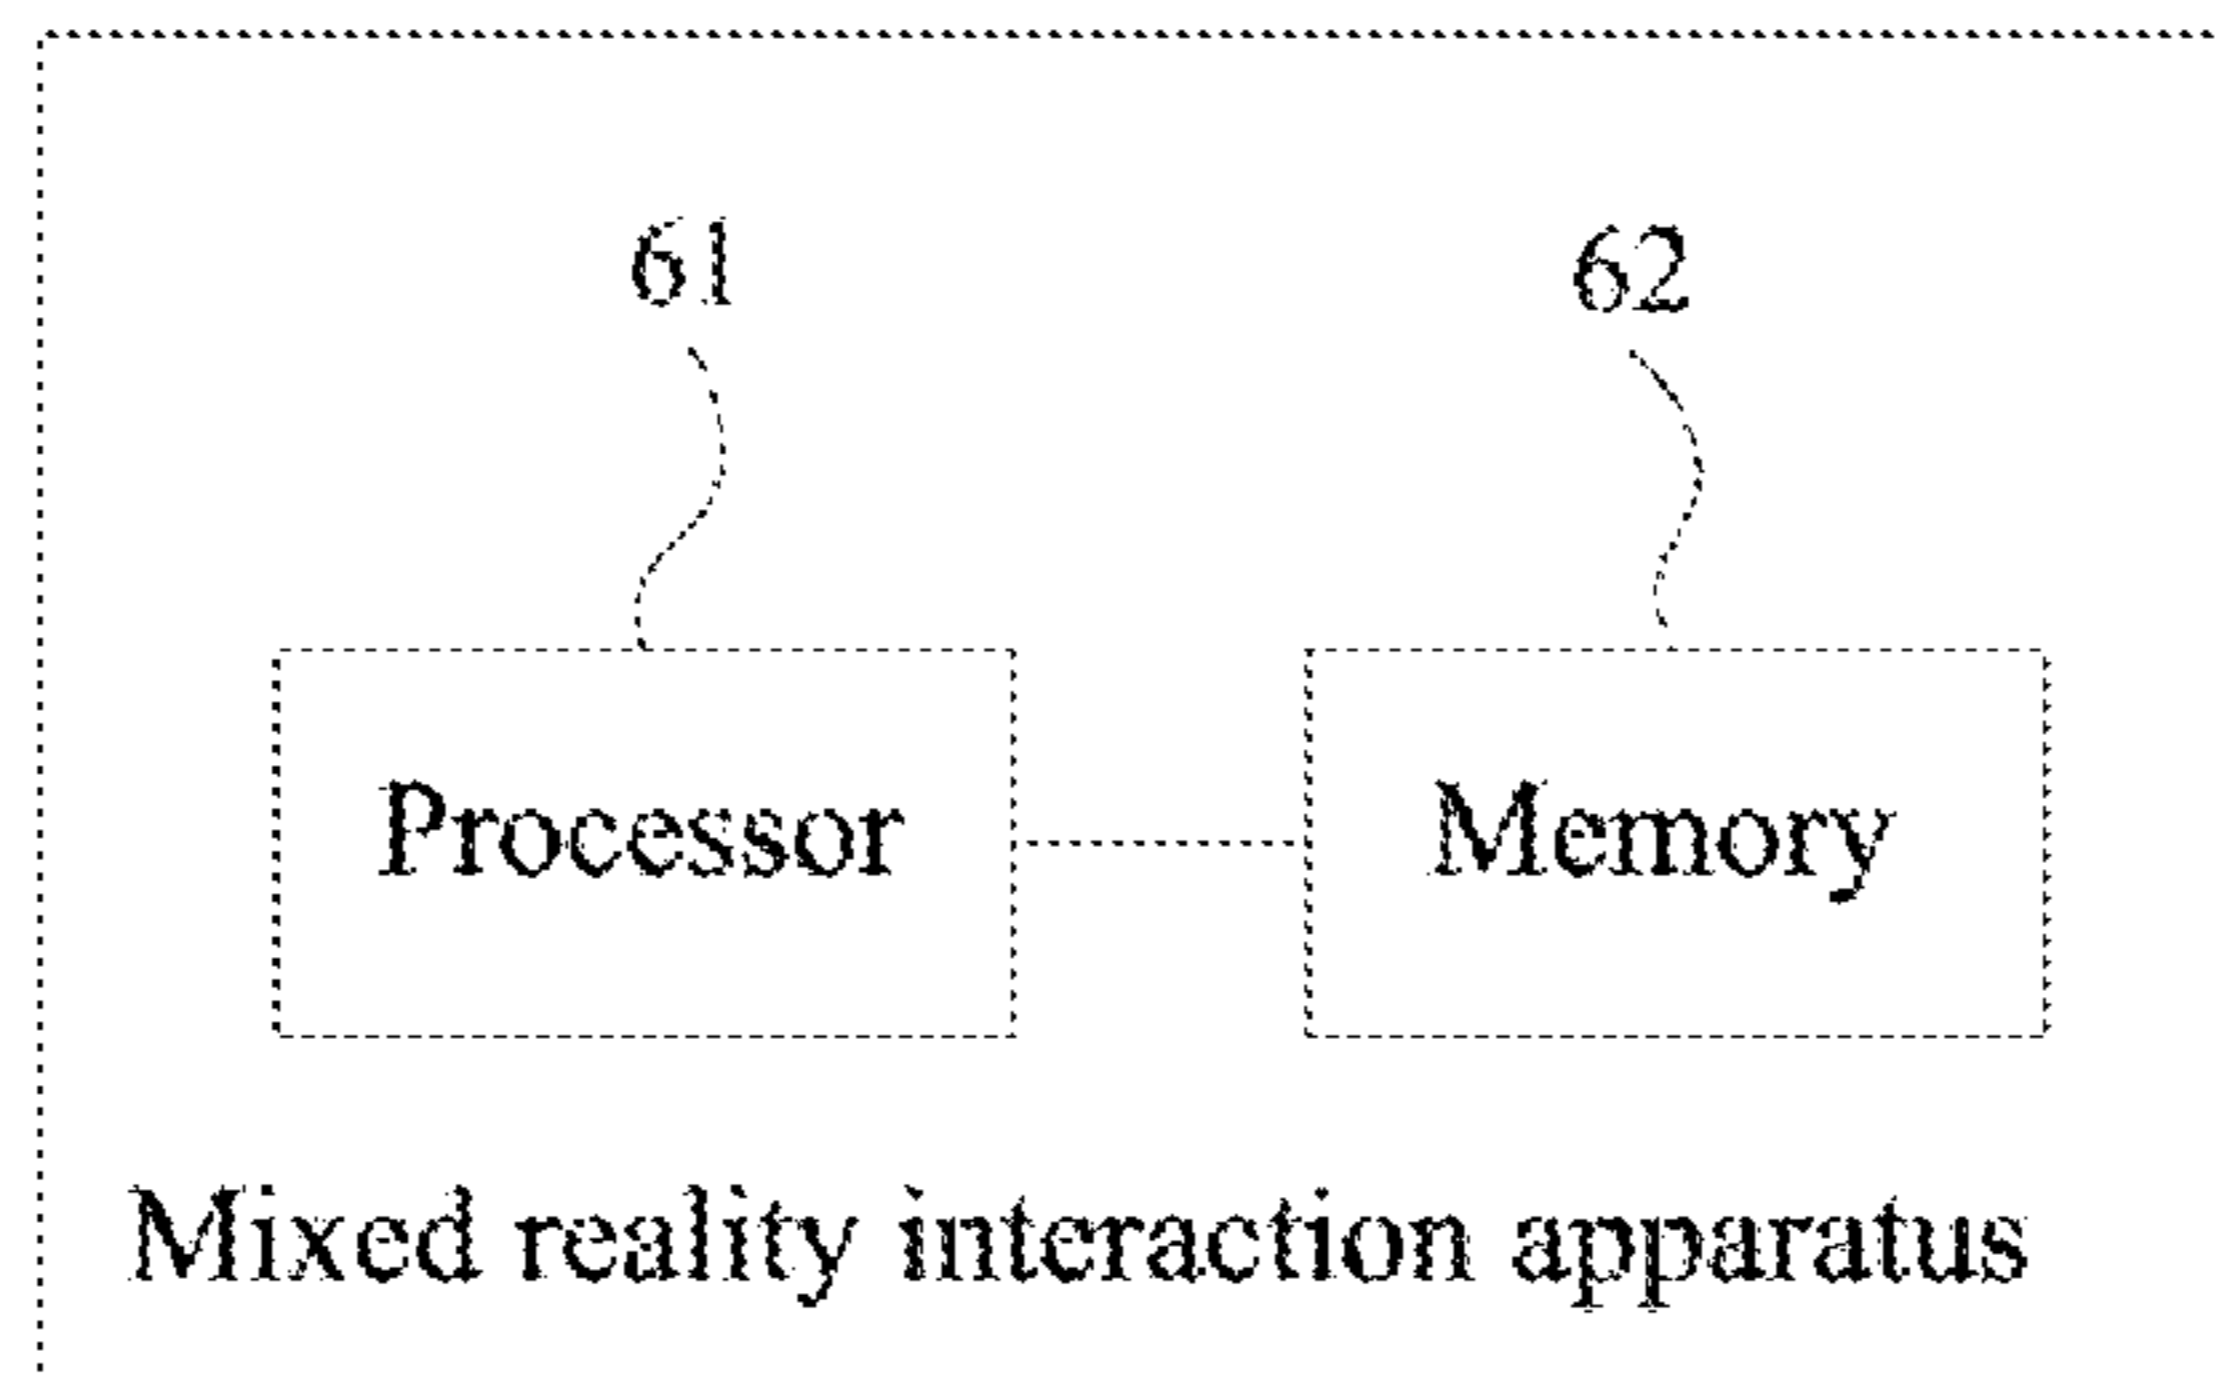 61 62
Processor Memory
Mixed reality interaction apparatus